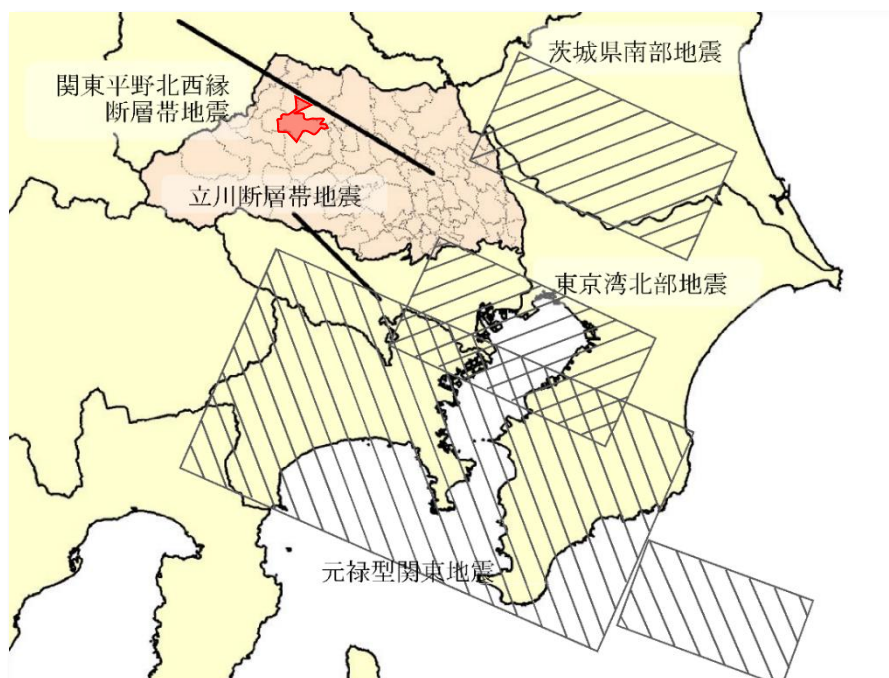 茨城県南部地震
関東平野北西縁
断層帯地震
立川断層帯地震
東京湾北部地震
元禄型関東地震